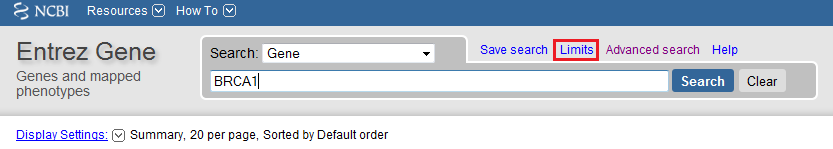 NCBI Resources How To
Entrez Gene
Genes and mapped
phenotypes
Search: Gene
Save search Limits Advanced search Help
BRCA1
Search Clear
Display Settings: Summary, 20 per page, Sorted by Default order